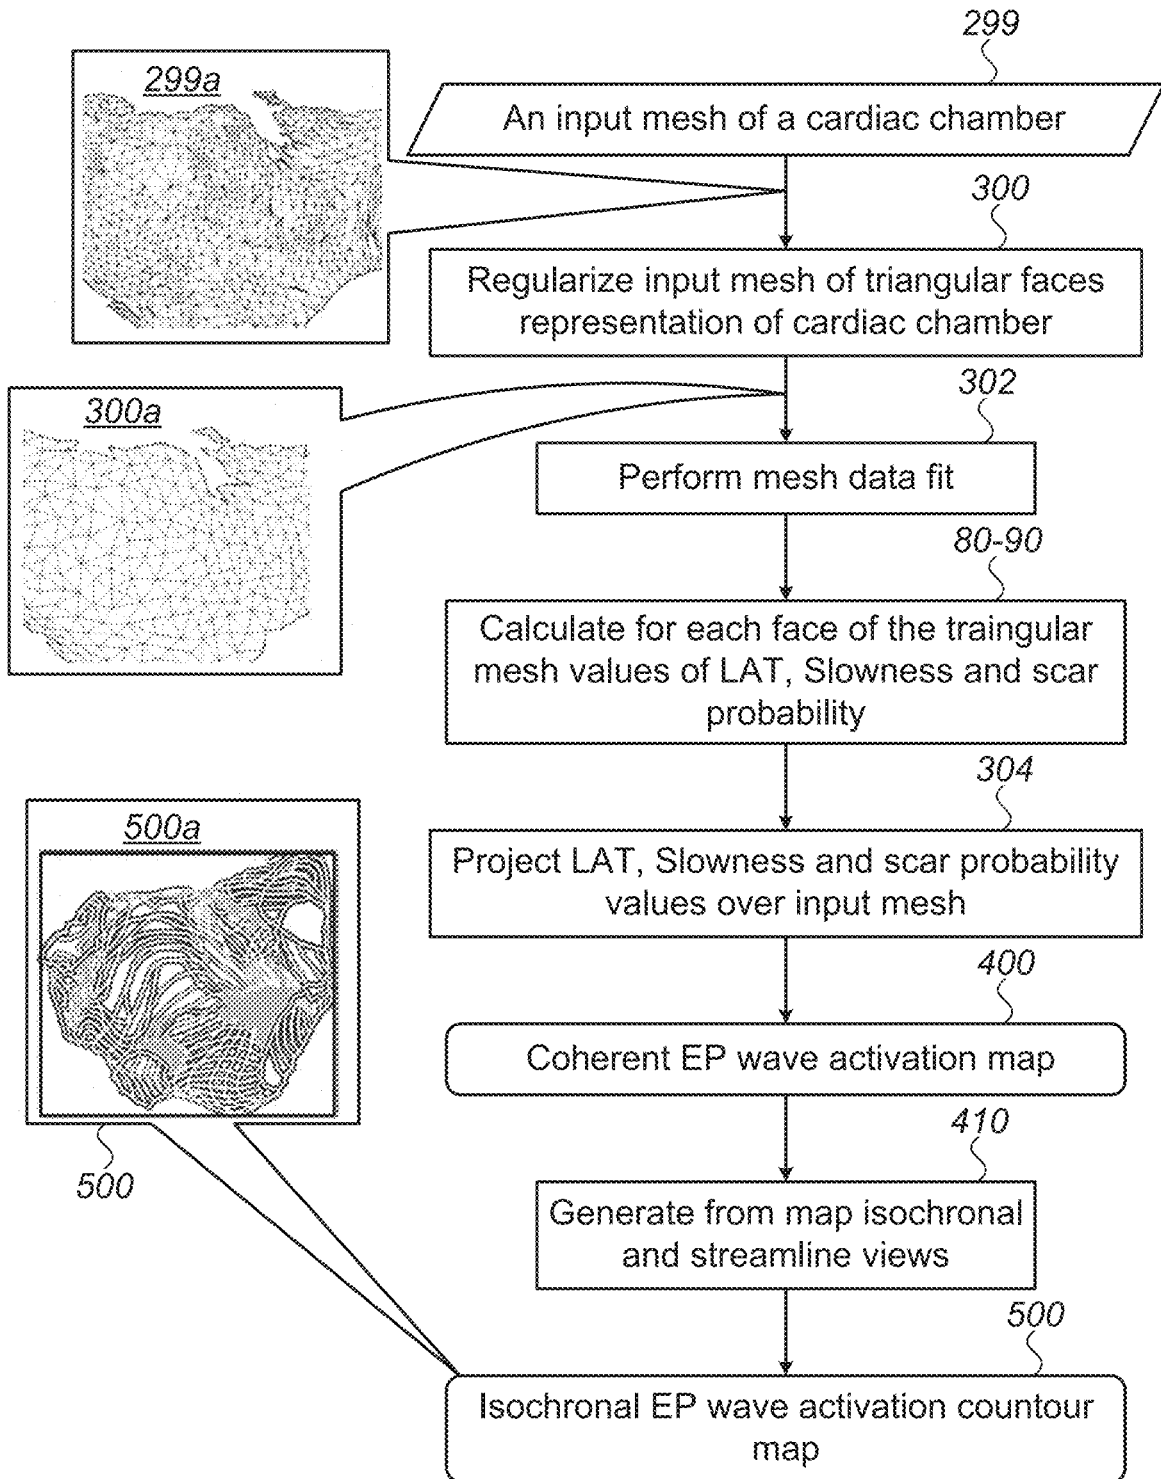 299
299a
An input mesh of a cardiac chamber
300
Regularize input mesh of triangular faces
representation of cardiac chamber
302
300a
Perform mesh data fit
80-90
Calculate for each face of the traingular
mesh values of LAT, Slowness and scar
probability
304
500a
Project LAT, Slowness and scar probability
values over input mesh
400
Coherent EP wave activation map
410
500
Generate from map isochronal
and streamline views
500
Isochronal EP wave activation countour
map